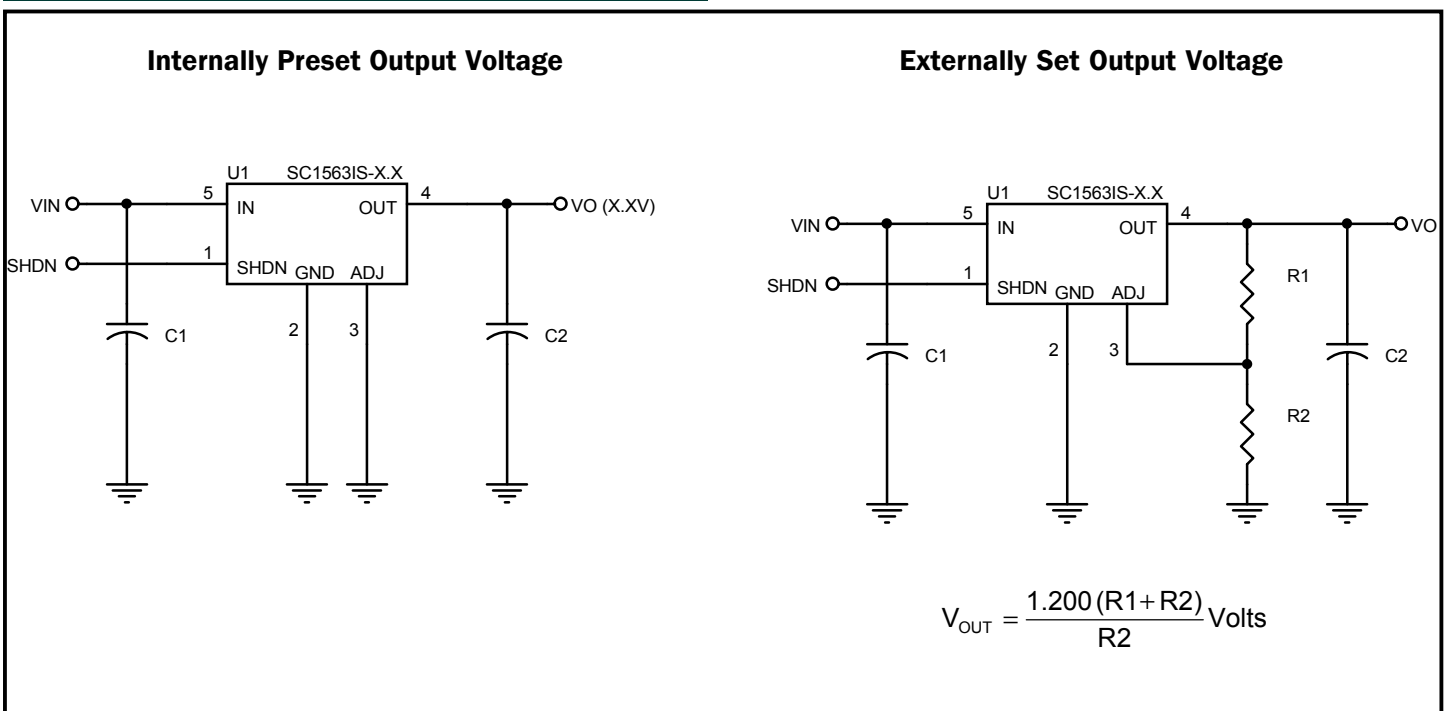 Internally Preset Output Voltage
U1 SC1563IS-X.X
VIN
5
IN
OUT
4
VO (X.XV)
SHDN
1
SHDN
GND
ADJ
C1
2
3
C2
Externally Set Output Voltage
U1 SC1563IS-X.X
VIN
5
IN
OUT
4
VO
SHDN
1
SHDN
GND
ADJ
R1
C1
2
3
C2
R2
V_OUT = 1.200 (R1+R2) / R2 Volts